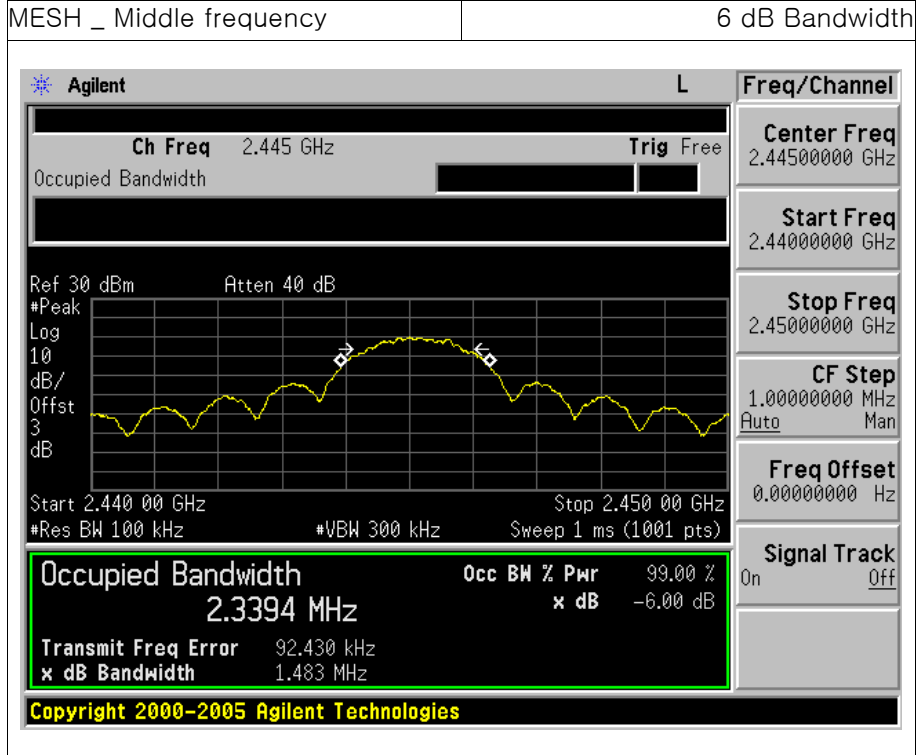 MESH _ Middle frequency 6 dB Bandwidth
Agilent L Freq/Channel
Ch Freq 2.445 GHz Trig Free
Occupied Bandwidth
Center Freq
2.44500000 GHz
Start Freq
2.44000000 GHz
Stop Freq
2.45000000 GHz
CF Step
1.00000000 MHz
Auto Man
Freq Offset
0.00000000 Hz
Signal Track
On Off
Ref 30 dBm Atten 40 dB
#Peak
Log
10
dB/
Offst
3
dB
Start 2.440 00 GHz Stop 2.450 00 GHz
#Res BW 100 kHz #VBW 300 kHz Sweep 1 ms (1001 pts)
Occupied Bandwidth Occ BW % Pwr 99.00 %
2.3394 MHz x dB -6.00 dB
Transmit Freq Error 92.430 kHz
x dB Bandwidth 1.483 MHz
Copyright 2000-2005 Agilent Technologies